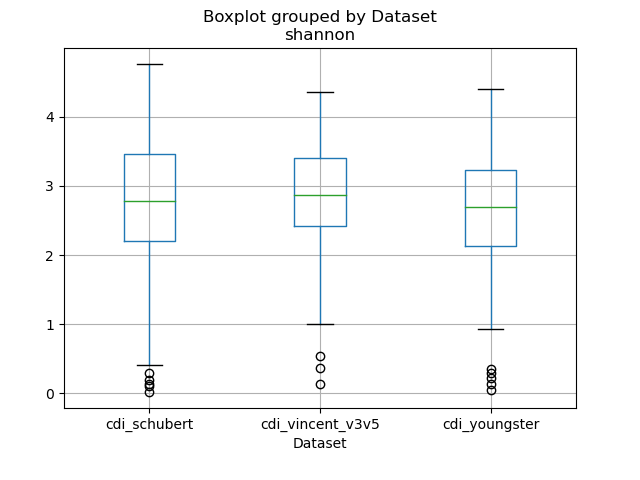 Boxplot grouped by Dataset
shannon
4
3
2
1
0
cdi_schubert cdi_vincent_v3v5 cdi_youngster
Dataset